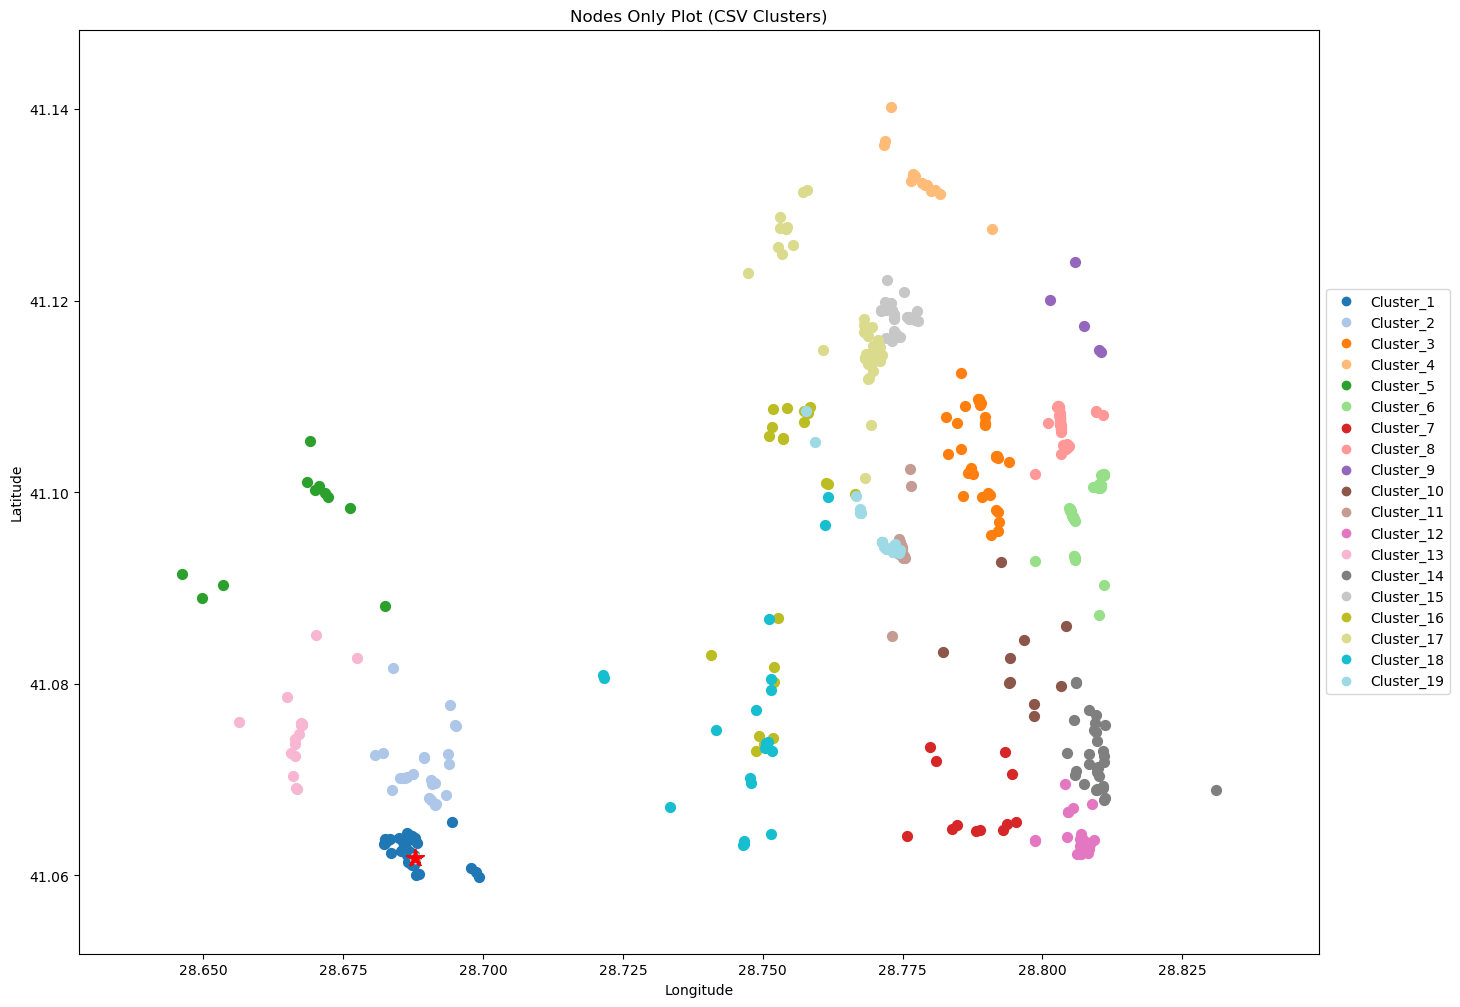 Nodes Only Plot (CSV Clusters)
Latitude
41.14
41.12
41.10
41.08
41.06
28.650
28.675
28.700
28.725
28.750
28.775
28.800
28.825
Longitude
Cluster_1
Cluster_2
Cluster_3
Cluster_4
Cluster_5
Cluster_6
Cluster_7
Cluster_8
Cluster_9
Cluster_10
Cluster_11
Cluster_12
Cluster_13
Cluster_14
Cluster_15
Cluster_16
Cluster_17
Cluster_18
Cluster_19